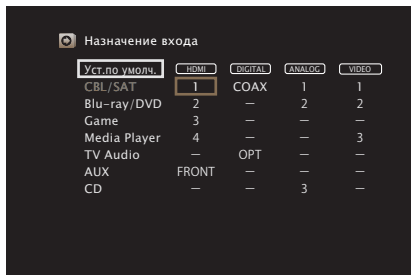 Назначение входа
Уст.по умолч. HDMI DIGITAL ANALOG VIDEO
CBL/SAT 1 COAX 1 1
Blu-ray/DVD 2 — 2 2
Game 3 — — —
Media Player 4 — — 3
TV Audio — OPT — —
AUX FRONT — — —
CD — — 3 —